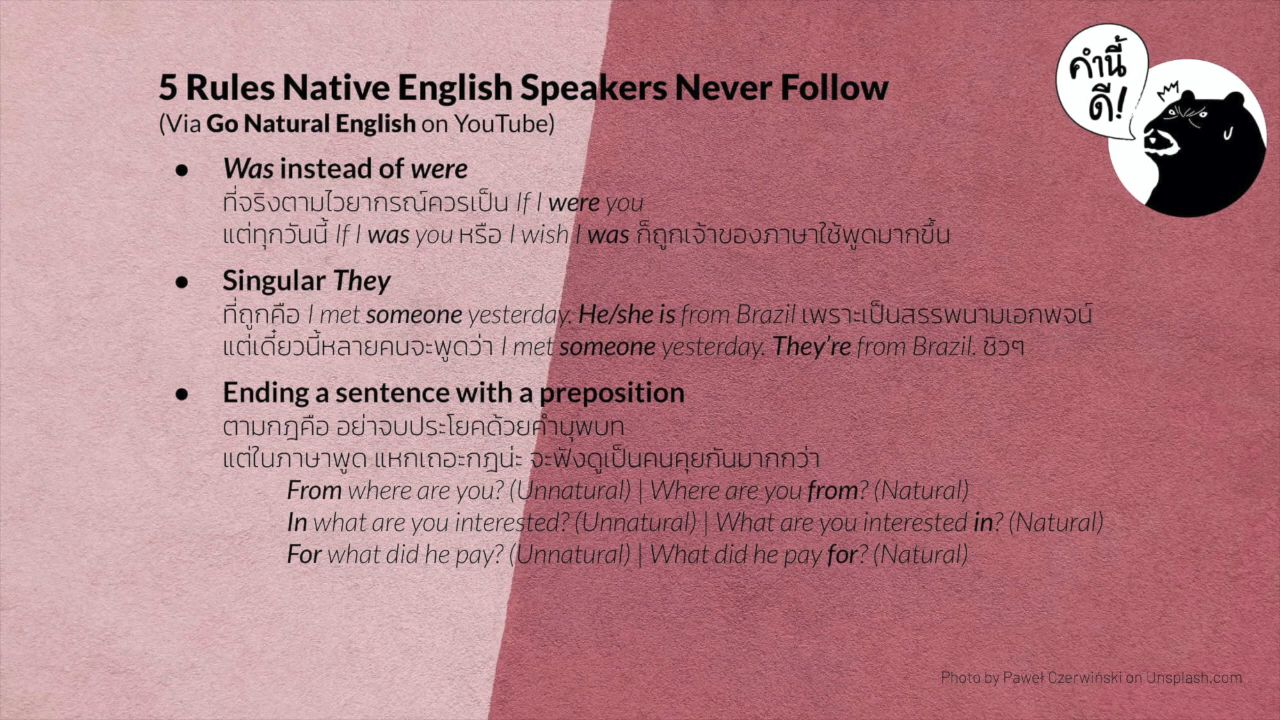 5 Rules Native English Speakers Never Follow
(Via Go Natural English on YouTube)
คำนี้
ดี!
● Was instead of were
ที่จริงตามไวยากรณ์ควรเป็น If I were you
แต่ทุกวันนี้ If I was you หรือ I wish I was ก็ถูกเจ้าของภาษาใช้พูดมากขึ้น
● Singular They
ที่ถูกคือ I met someone yesterday. He/she is from Brazil เพราะเป็นสรรพนามเอกพจน์
แต่เดี๋ยวนี้หลายคนจะพูดว่า I met someone yesterday. They're from Brazil. ชิวๆ
● Ending a sentence with a preposition
ตามกฎคือ อย่าจบประโยคด้วยคำบุพบท
แต่ในภาษาพูด แหกเถอะกฎน่ะ จะฟังดูเป็นคนคุยกันมากกว่า
From where are you? (Unnatural) | Where are you from? (Natural)
In what are you interested? (Unnatural) | What are you interested in? (Natural)
For what did he pay? (Unnatural) | What did he pay for? (Natural)
Photo by Paweł Czerwiński on Unsplash.com